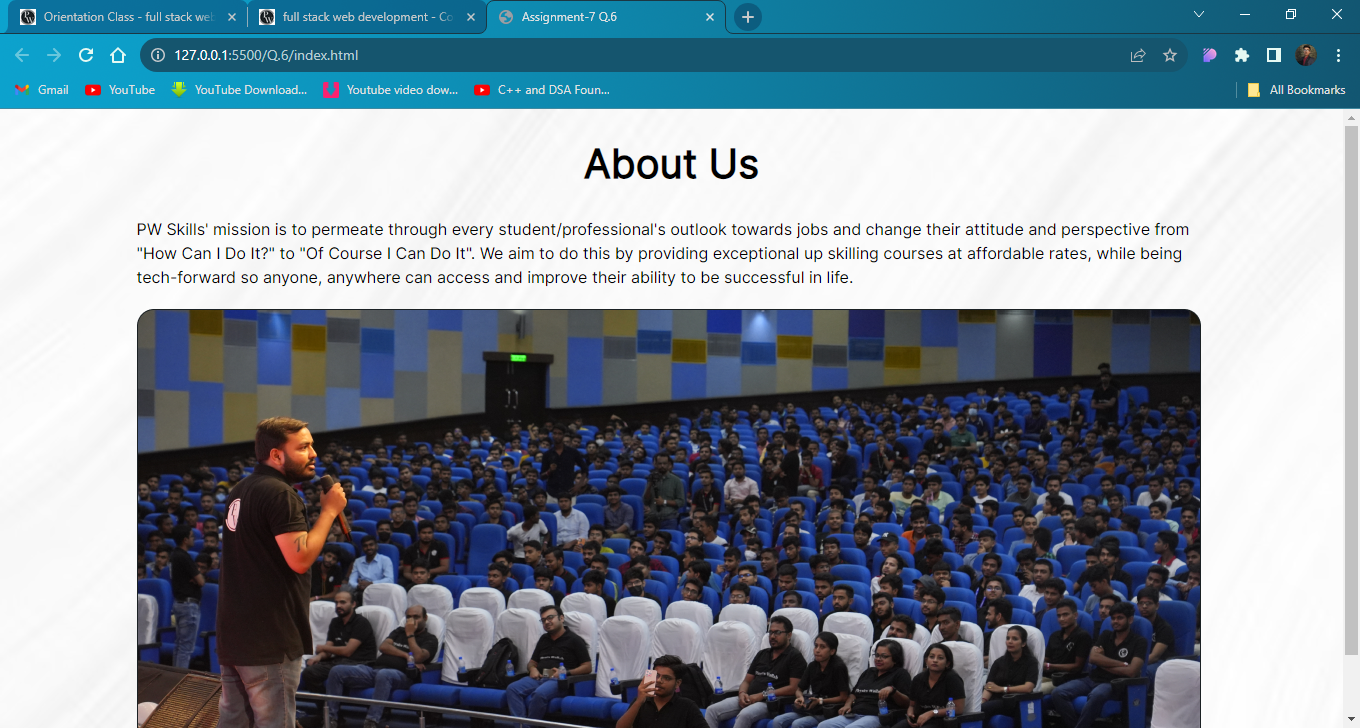 Orientation Class - full stack web
full stack web development - Co
Assignment-7 Q.6
127.0.0.1:5500/Q.6/index.html
Gmail
YouTube
YouTube Download...
Youtube video dow...
C++ and DSA Foun...
All Bookmarks
About Us
PW Skills' mission is to permeate through every student/professional's outlook towards jobs and change their attitude and perspective from
"How Can I Do It?" to "Of Course I Can Do It". We aim to do this by providing exceptional up skilling courses at affordable rates, while being
tech-forward so anyone, anywhere can access and improve their ability to be successful in life.